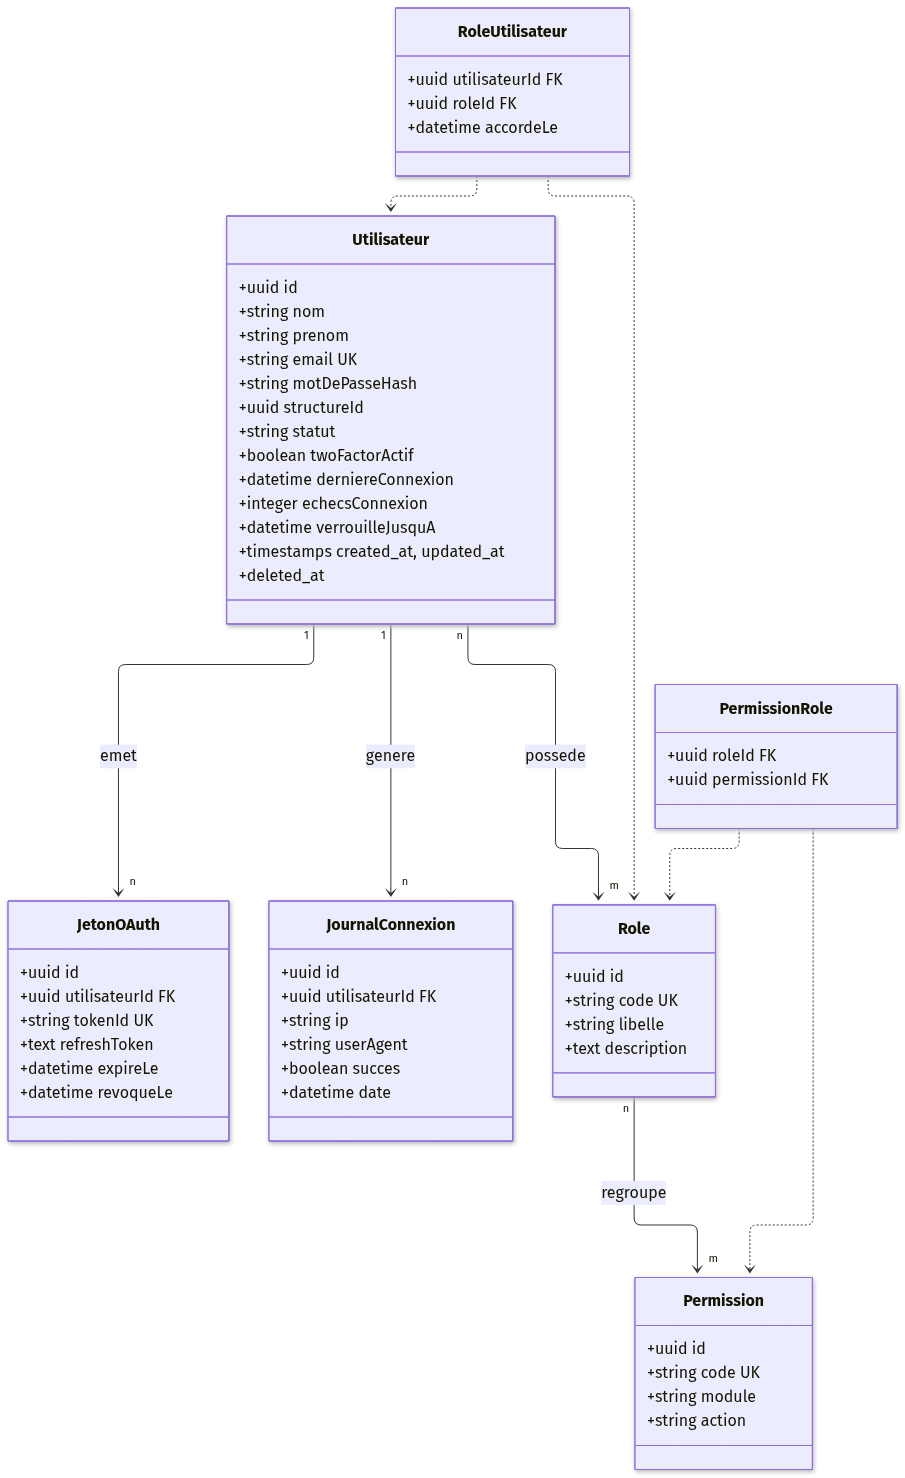 RoleUtilisateur
+uuid utilisateurId FK
+uuid roleId FK
+datetime accordeLe
Utilisateur
+uuid id
+string nom
+string prenom
+string email UK
+string motDePasseHash
+uuid structureId
+string statut
+boolean twoFactorActif
+datetime derniereConnexion
+integer echecsConnexion
+datetime verrouilleJusquA
+timestamps created_at, updated_at
+deleted_at
1
1
n
emet
genere
possede
n
n
m
PermissionRole
+uuid roleId FK
+uuid permissionId FK
JetonOAuth
+uuid id
+uuid utilisateurId FK
+string tokenId UK
+text refreshToken
+datetime expireLe
+datetime revoqueLe
JournalConnexion
+uuid id
+uuid utilisateurId FK
+string ip
+string userAgent
+boolean succes
+datetime date
Role
+uuid id
+string code UK
+string libelle
+text description
n
regroupe
m
Permission
+uuid id
+string code UK
+string module
+string action